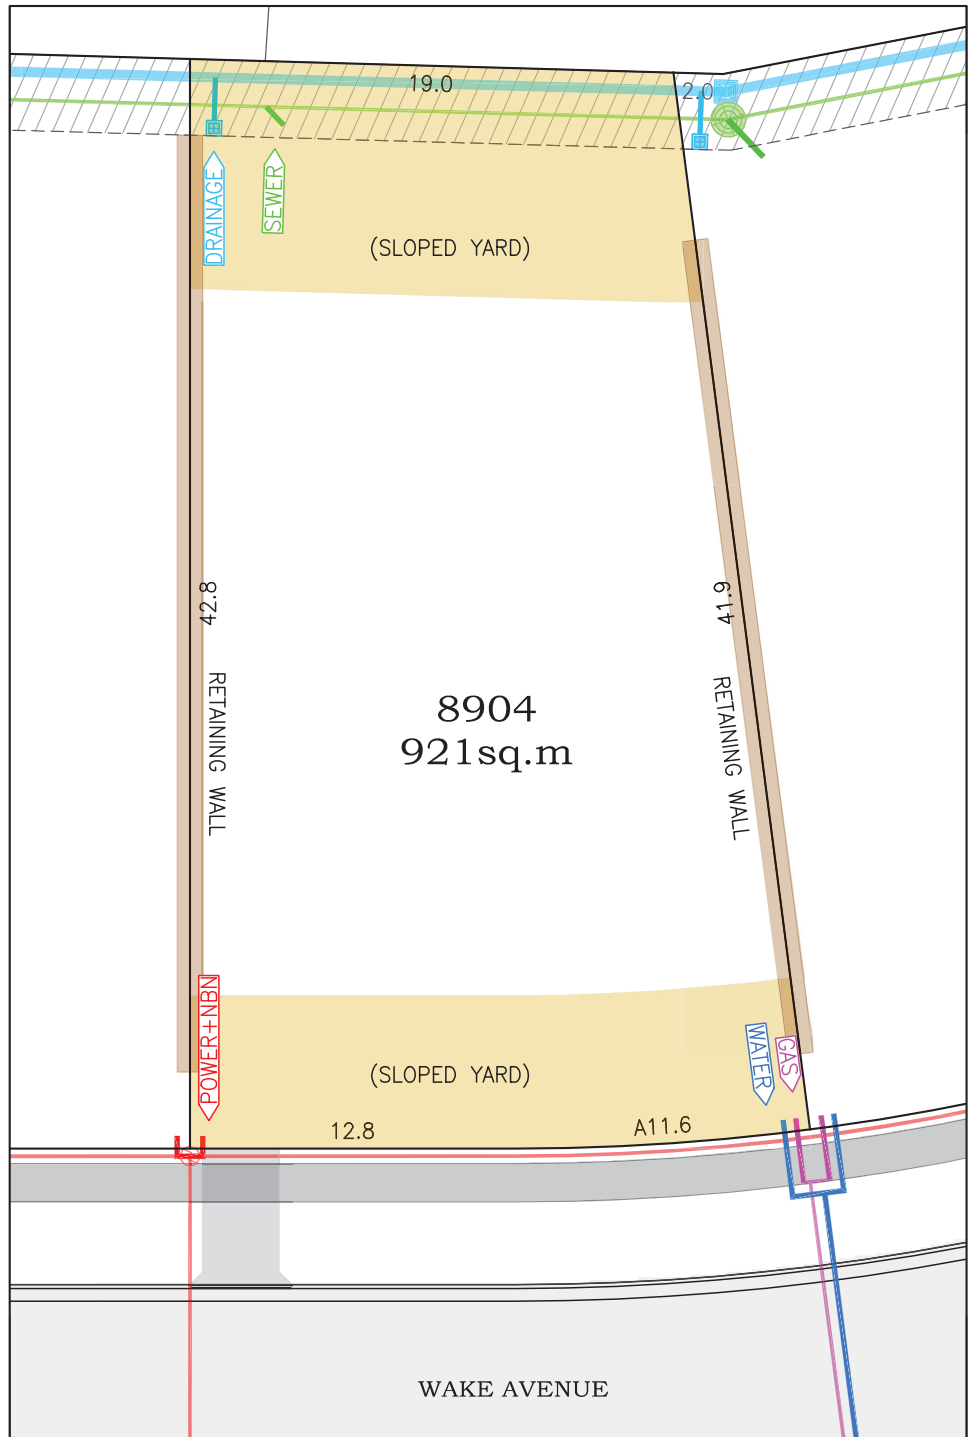 19.0
2.0
DRAINAGE
SEWER
(SLOPED YARD)
42.8
41.9
RETAINING WALL
RETAINING WALL
8904
921sq.m
POWER+NBN
(SLOPED YARD)
WATER
GAS
12.8
A11.6
WAKE AVENUE